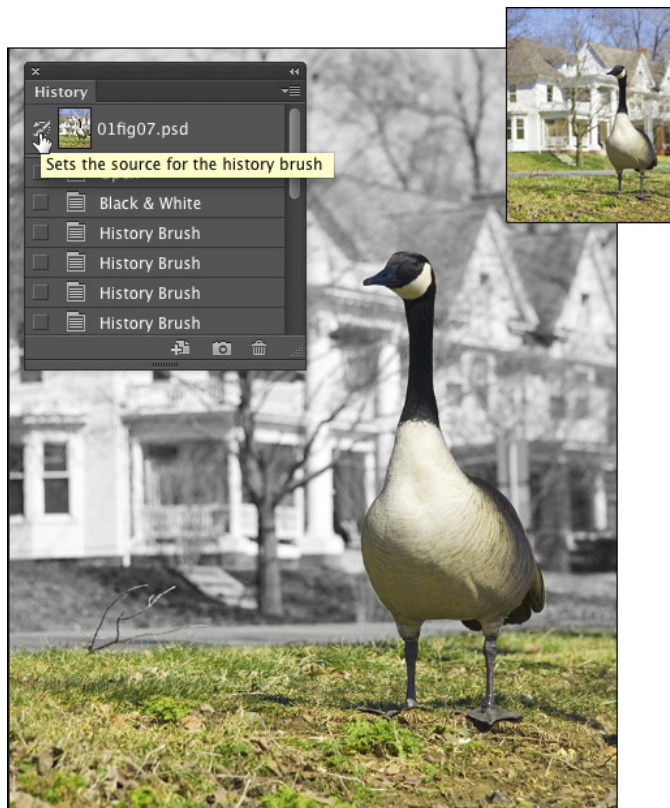 History
01fig07.psd
Sets the source for the history brush
Black & White
History Brush
History Brush
History Brush
History Brush